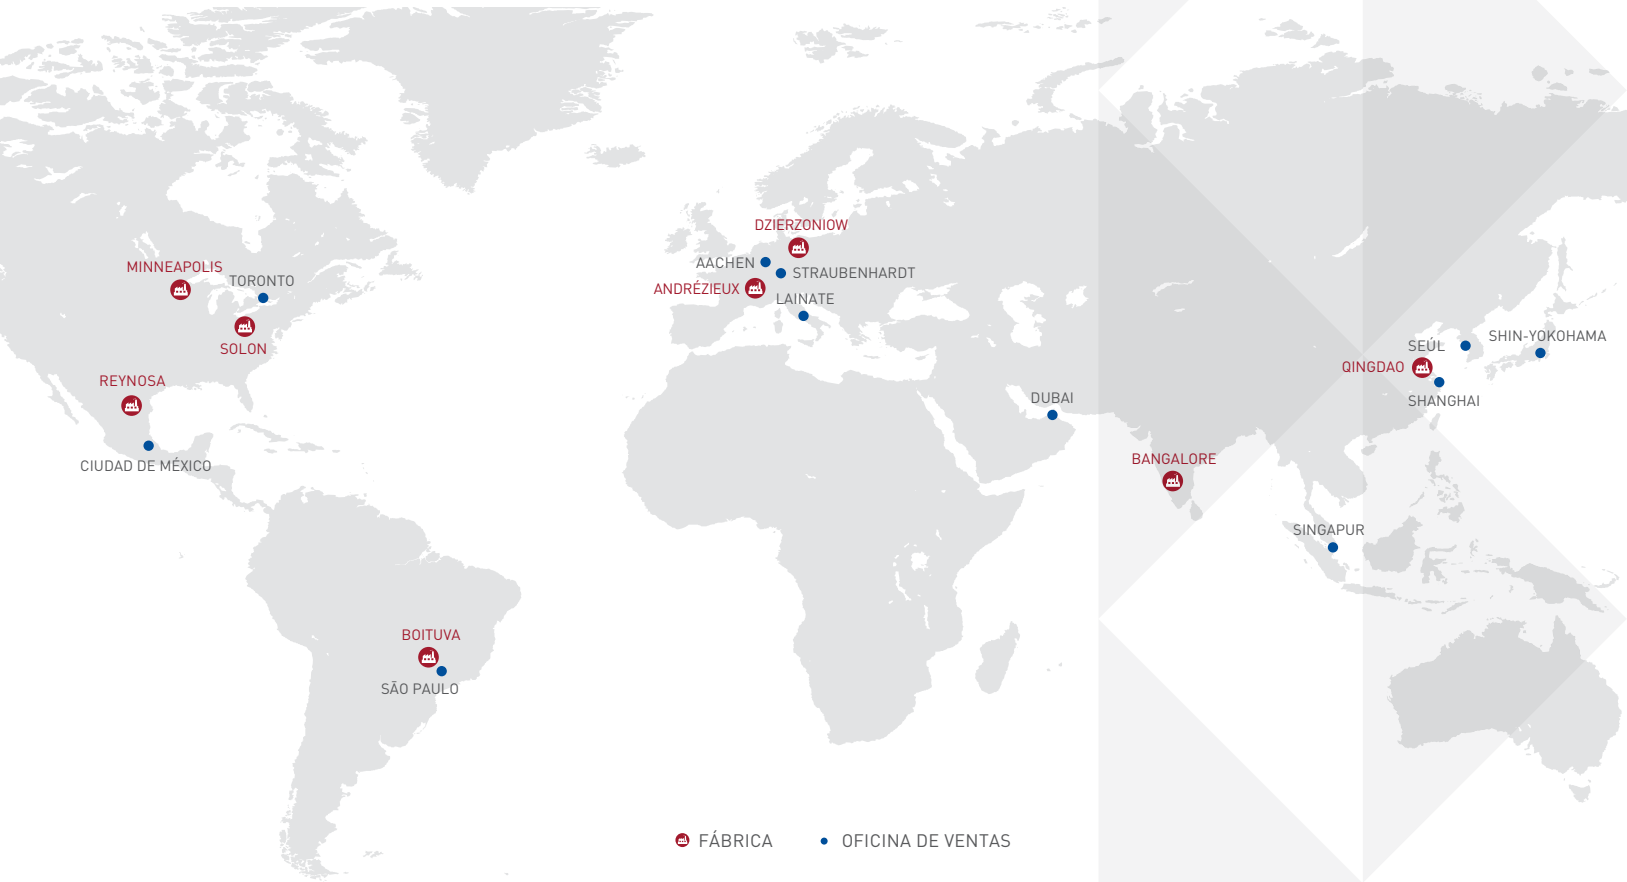 DZIERZONIOW
AACHEN
STRAUBENHARDT
ANDRÉZIEUX
LAINATE
MINNEAPOLIS
TORONTO
SOLON
REYNOSA
CIUDAD DE MÉXICO
SEÚL
SHIN-YOKOHAMA
QINGDAO
SHANGHAI
DUBAI
BANGALORE
SINGAPUR
BOITUVA
SÃO PAULO
FÁBRICA
OFICINA DE VENTAS